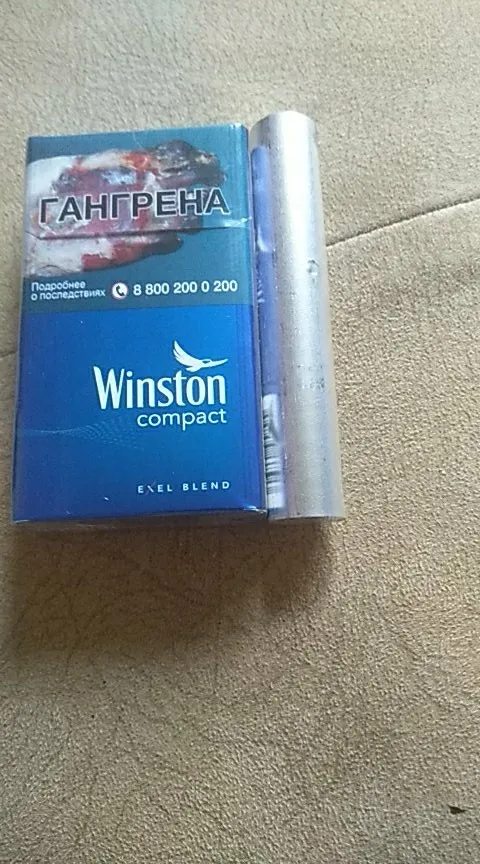 ГАНГРЕНА
Подробнее
о последствиях 8 800 200 0 200
Winston
compact
EXEL BLEND